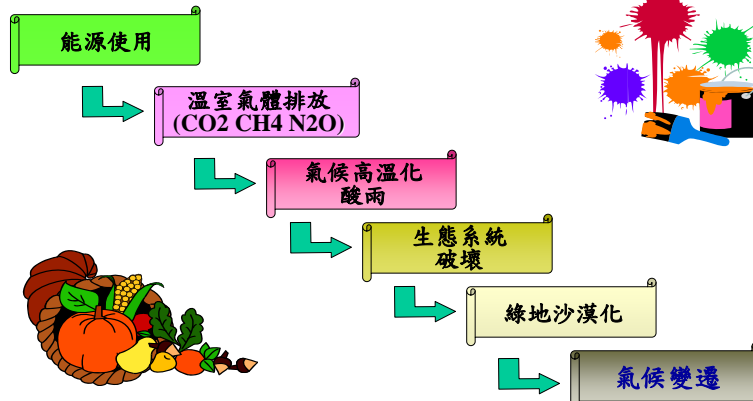 能源使用
溫室氣體排放
(CO2 CH4 N2O)
氣候高溫化
酸雨
生態系統
破壞
綠地沙漠化
氣候變遷